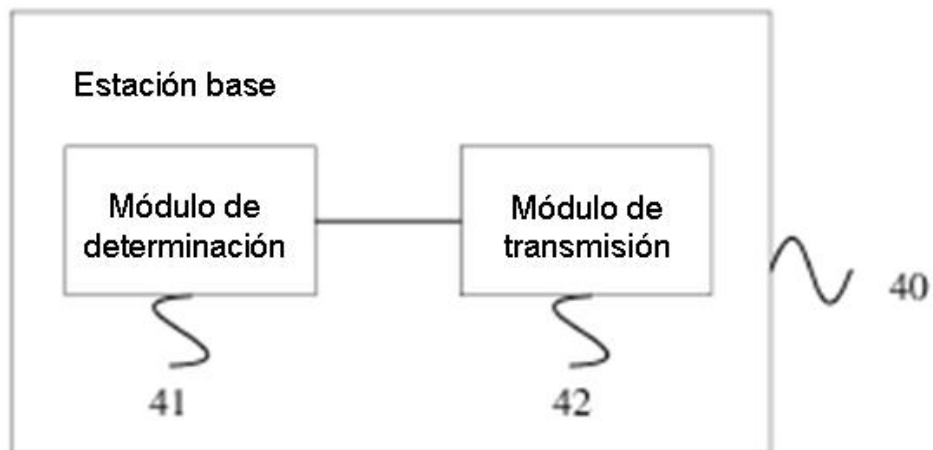 Estación base
Módulo de
determinación
Módulo de
transmisión
40
41
42